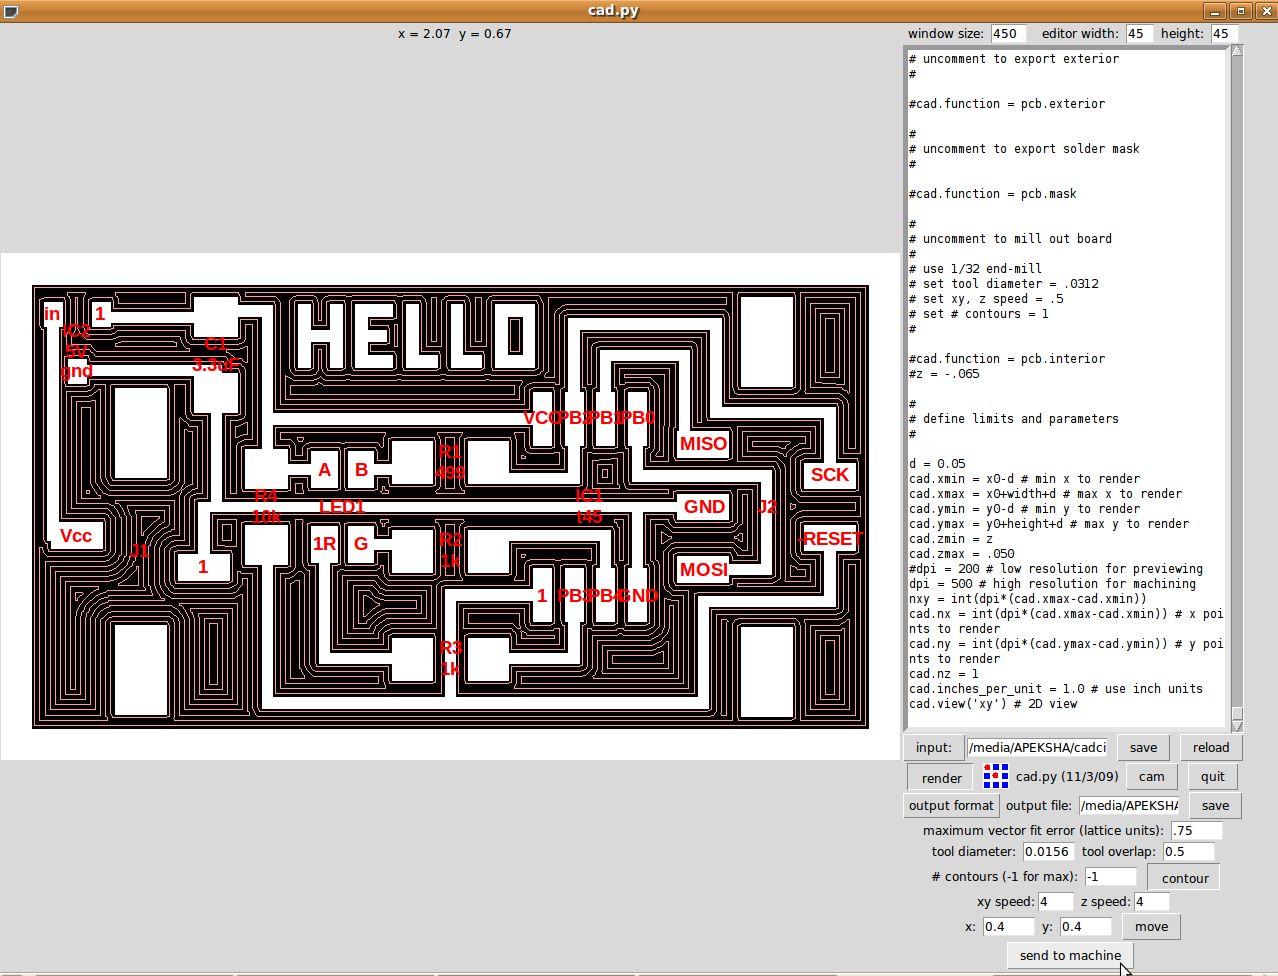 cad.py
x = 2.07  y = 0.67
window size: 450 editor width: 45 height: 45
# uncomment to export exterior
#
#cad.function = pcb.exterior
#
# uncomment to export solder mask
#
#cad.function = pcb.mask
#
# uncomment to mill out board
#
# use 1/32 end-mill
# set tool diameter = .0312
# set xy, z speed = .5
# set # contours = 1
#
#cad.function = pcb.interior
#z = -.065
#
# define limits and parameters
#
d = 0.05
cad.xmin = x0-d # min x to render
cad.xmax = x0+width+d # max x to render
cad.ymin = y0-d # min y to render
cad.ymax = y0+height+d # max y to render
cad.zmin = z
cad.zmax = .050
#dpi = 200 # low resolution for previewing
dpi = 500 # high resolution for machining
nxy = int(dpi*(cad.xmax-cad.xmin))
cad.nx = int(dpi*(cad.xmax-cad.xmin)) # x poi
nts to render
cad.ny = int(dpi*(cad.ymax-cad.ymin)) # y poi
nts to render
cad.nz = 1
cad.inches_per_unit = 1.0 # use inch units
cad.view('xy') # 2D view
in 1
IC2
5V
gnd
C1
3.3uF
HELLO
VCC PB2 PB1 PB0
MISO
A B
R1
499
SCK
R4
10k
LED1
IC1
t45
GND
J2
Vcc
J1
1
1R G
R2
1k
RESET
MOSI
1 PB3 PB4 GND
R3
1k
input: /media/APEKSHA/cadci save reload
render cad.py (11/3/09) cam quit
output format output file: /media/APEKSHA save
maximum vector fit error (lattice units): .75
tool diameter: 0.0156 tool overlap: 0.5
# contours (-1 for max): -1 contour
xy speed: 4 z speed: 4
x: 0.4 y: 0.4 move
send to machine